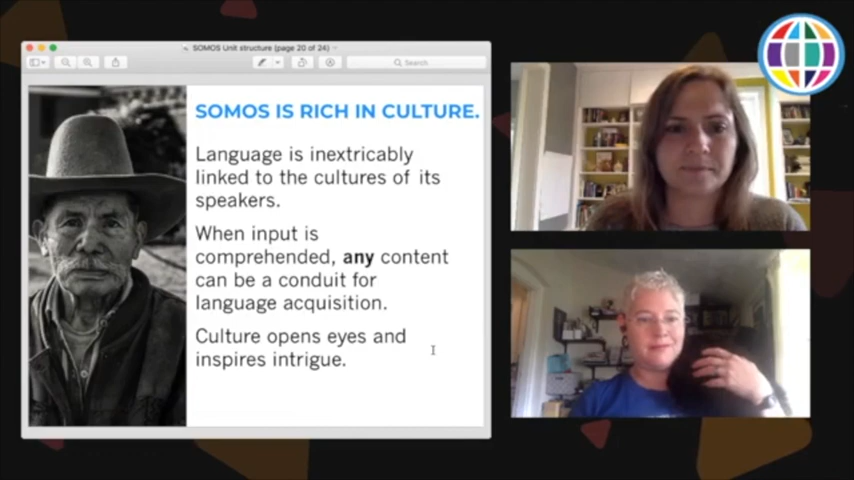 SOMOS Unit structure (page 20 of 24)
Search
SOMOS IS RICH IN CULTURE.
Language is inextricably
linked to the cultures of its
speakers.
When input is
comprehended, any content
can be a conduit for
language acquisition.
Culture opens eyes and
inspires intrigue.